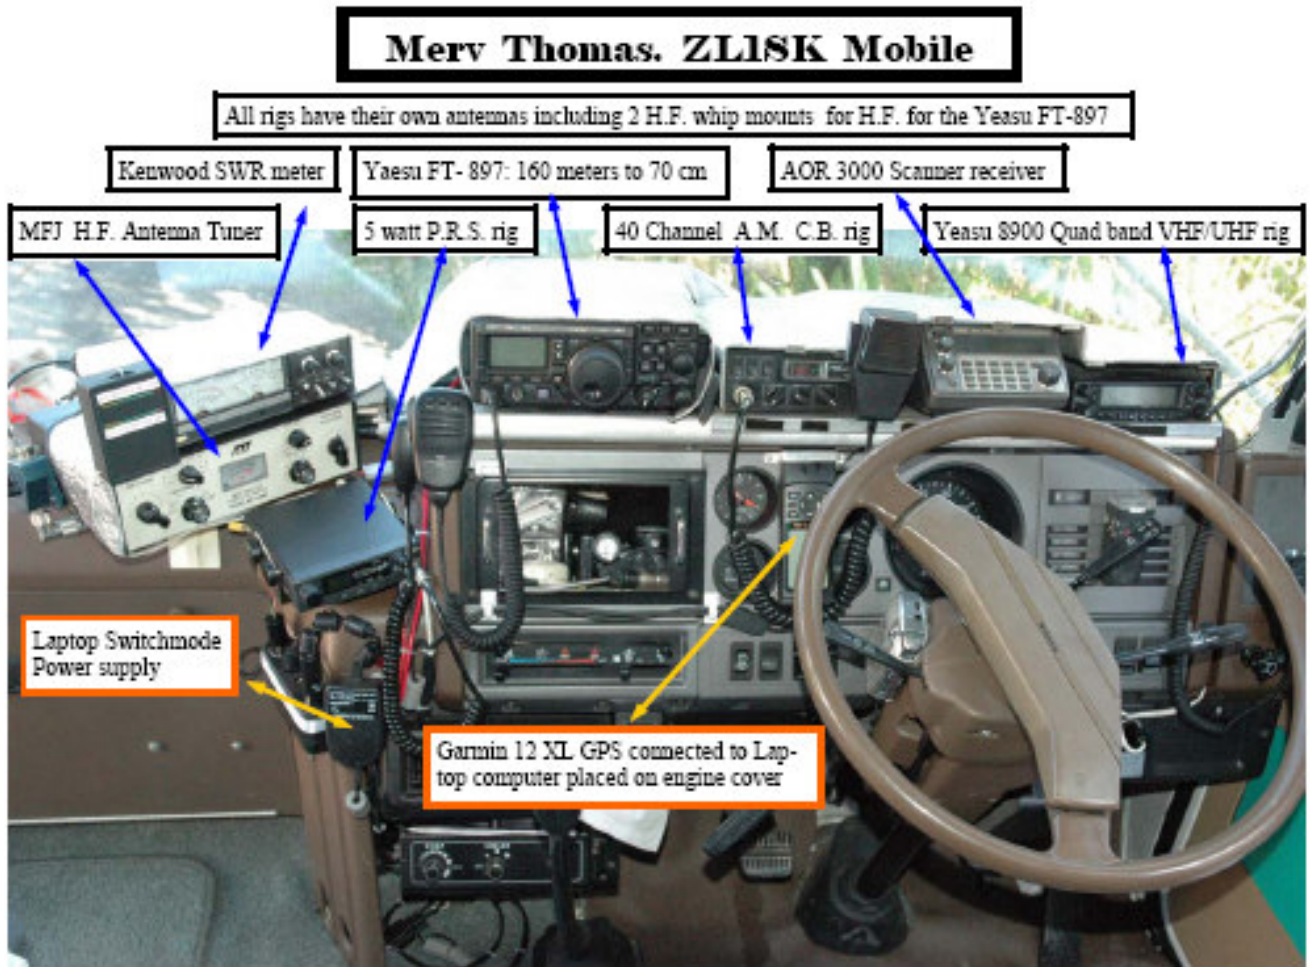 Merv Thomas. ZL1SK Mobile
All rigs have their own antennas including 2 H.F. whip mounts for H.F. for the Yeasu FT-897
Kenwood SWR meter
Yaesu FT- 897: 160 meters to 70 cm
AOR 3000 Scanner receiver
MFJ H.F. Antenna Tuner
5 watt P.R.S. rig
40 Channel A.M. C.B. rig
Yeasu 8900 Quad band VHF/UHF rig
Laptop Switchmode
Power supply
Garmin 12 XL GPS connected to Lap-
top computer placed on engine cover